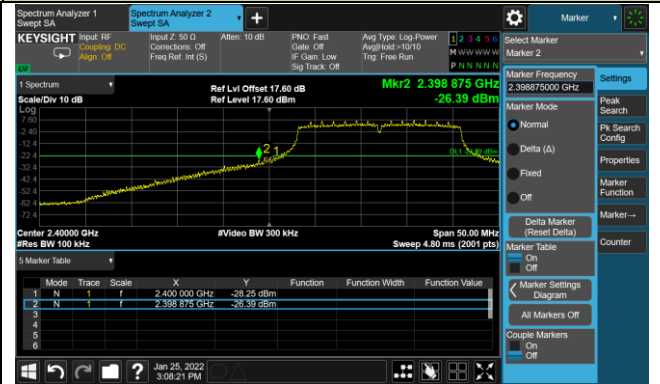 Spectrum Analyzer 1
Swept SA
Spectrum Analyzer 2
Swept SA
+
Marker
KEYSIGHT
Input: RF
Coupling: DC
Align: Off
Input Z: 50 Ω
Corrections: Off
Freq Ref: Int (S)
Atten: 10 dB
PNO: Fast
Gate: Off
IF Gain: Low
Sig Track: Off
Avg Type: Log-Power
Avg|Hold:>10/10
Trig: Free Run
1 2 3 4 5 6
M W W W W W
P N N N N N
Select Marker
Marker 2
1 Spectrum
Scale/Div 10 dB
Log
Ref Lvl Offset 17.60 dB
Ref Level 17.60 dBm
Mkr2 2.398 875 GHz
-26.39 dBm
7.60
-2.40
-12.4
-22.4
-32.4
-42.4
-52.4
-62.4
-72.4
2 1
Center 2.40000 GHz
#Res BW 100 kHz
#Video BW 300 kHz
Span 50.00 MHz
Sweep 4.80 ms (2001 pts)
5 Marker Table
Mode Trace Scale X Y Function Function Width Function Value
1 N 1 f 2.400 000 GHz -28.25 dBm
2 N 1 f 2.398 875 GHz -26.39 dBm
3
4
5
6
Marker Frequency
2.398875000 GHz
Marker Mode
Normal
Delta (Δ)
Fixed
Off
Delta Marker
(Reset Delta)
Marker Table
On
Off
Marker Settings
Diagram
All Markers Off
Couple Markers
On
Off
Settings
Peak
Search
Pk Search
Config
Properties
Marker
Function
Marker→
Counter
?
Jan 25, 2022
3:08:21 PM